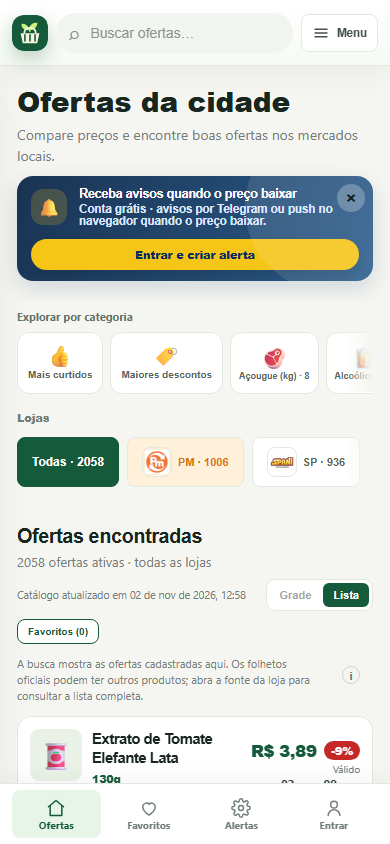 Buscar ofertas...
Menu
Ofertas da cidade
Compare preços e encontre boas ofertas nos mercados
locais.
Receba avisos quando o preço baixar
Conta grátis · avisos por Telegram ou push no
navegador quando o preço baixar.
Entrar e criar alerta
Explorar por categoria
Mais curtidos
Maiores descontos
Açougue (kg) · 8
Alcoólic
Lojas
Todas · 2058
PM · 1006
SP · 936
Ofertas encontradas
2058 ofertas ativas · todas as lojas
Catálogo atualizado em 02 de nov de 2026, 12:58
Grade
Lista
Favoritos (0)
A busca mostra as ofertas cadastradas aqui. Os folhetos
oficiais podem ter outros produtos; abra a fonte da loja para
consultar a lista completa.
i
Extrato de Tomate
Elefante Lata
130g
R$ 3,89
-9%
Válido
Ofertas
Favoritos
Alertas
Entrar